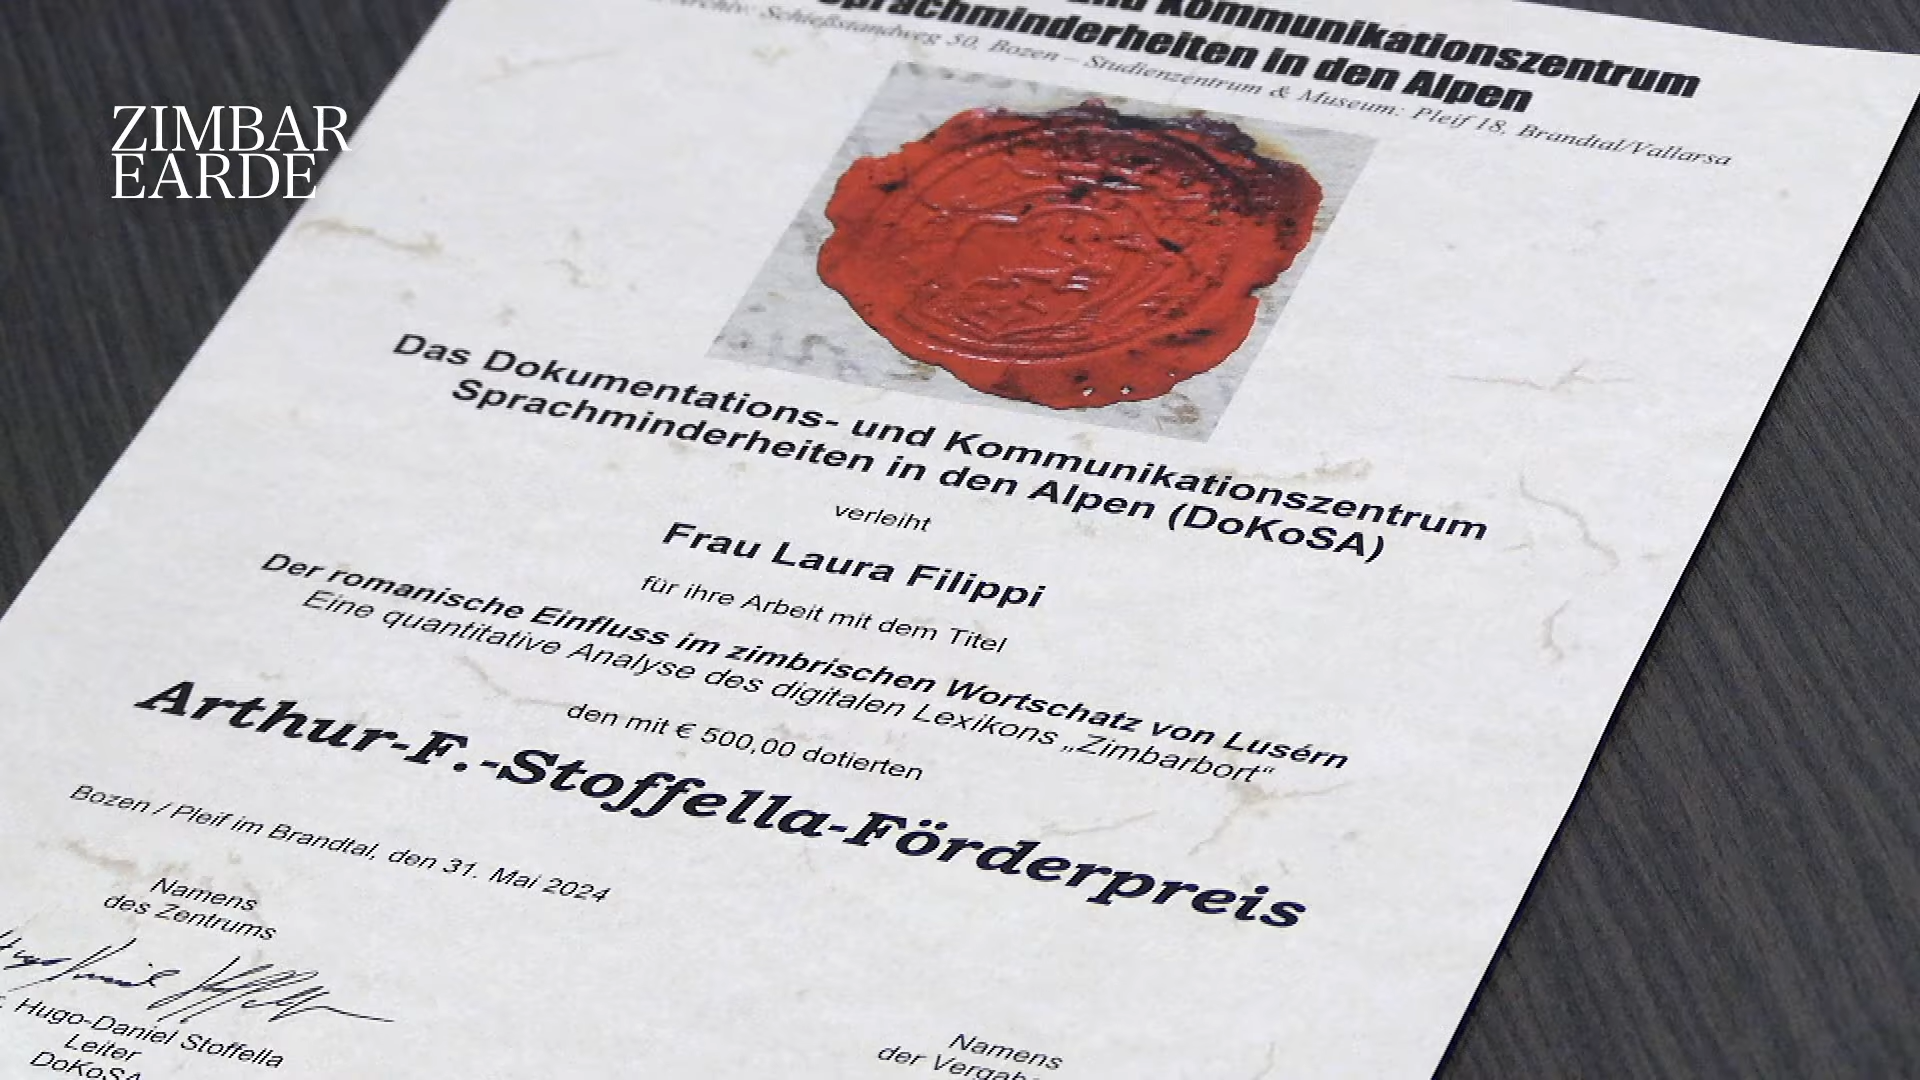 ZIMBAR
EARDE
und Kommunikationszentrum
Sprachminderheiten in den Alpen
Archiv: Schießstandweg 50, Bozen – Studienzentrum & Museum: Pleif 18, Brandtal/Vallarsa
Das Dokumentations- und Kommunikationszentrum
Sprachminderheiten in den Alpen (DoKoSA)
verleiht
Frau Laura Filippi
für ihre Arbeit mit dem Titel
Der romanische Einfluss im zimbrischen Wortschatz von Lusérn
Eine quantitative Analyse des digitalen Lexikons „Zimbarbort“
den mit € 500,00 dotierten
Arthur-F.-Stoffella-Förderpreis
Bozen / Pleif im Brandtal, den 31. Mai 2024
Namens
des Zentrums
Hugo-Daniel Stoffella
Leiter
DoKoSA
Namens
der